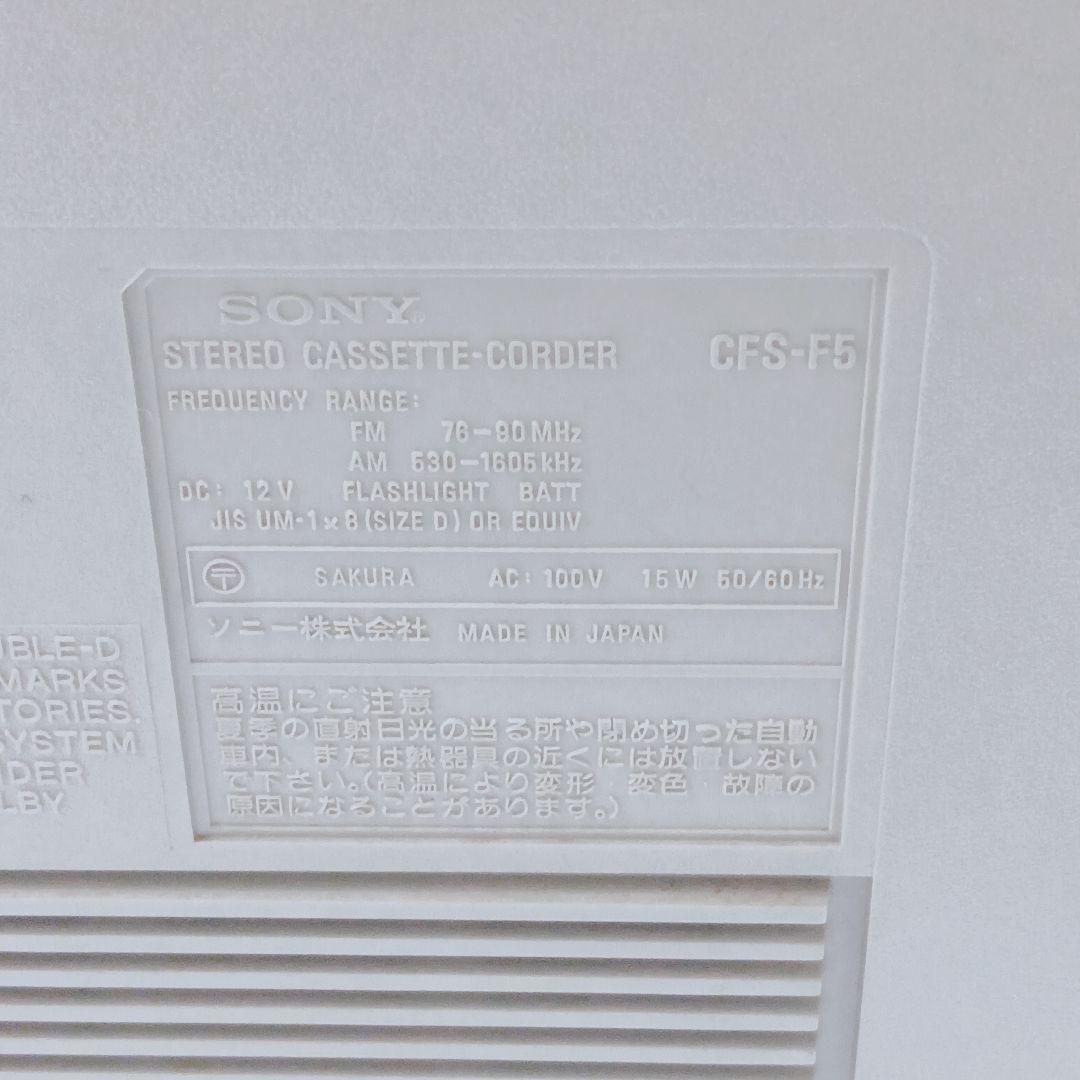 SONY®
STEREO CASSETTE-CORDER CFS-F5
FREQUENCY RANGE:
FM 76–90 MHz
AM 530–1605 kHz
DC: 12 V FLASHLIGHT BATT
JIS UM-1 × 8 (SIZE D) OR EQUIV
〒 SAKURA AC: 100V 15W 50/60 Hz
ソニー株式会社 MADE IN JAPAN
高温にご注意
夏季の直射日光の当る所や閉め切った自動
車内、または熱器具の近くには放置しない
で下さい。(高温により変形・変色・故障の
原因になることがあります。)
UBLE-D
MARKS
TORIES.
SYSTEM
NDER
LBY